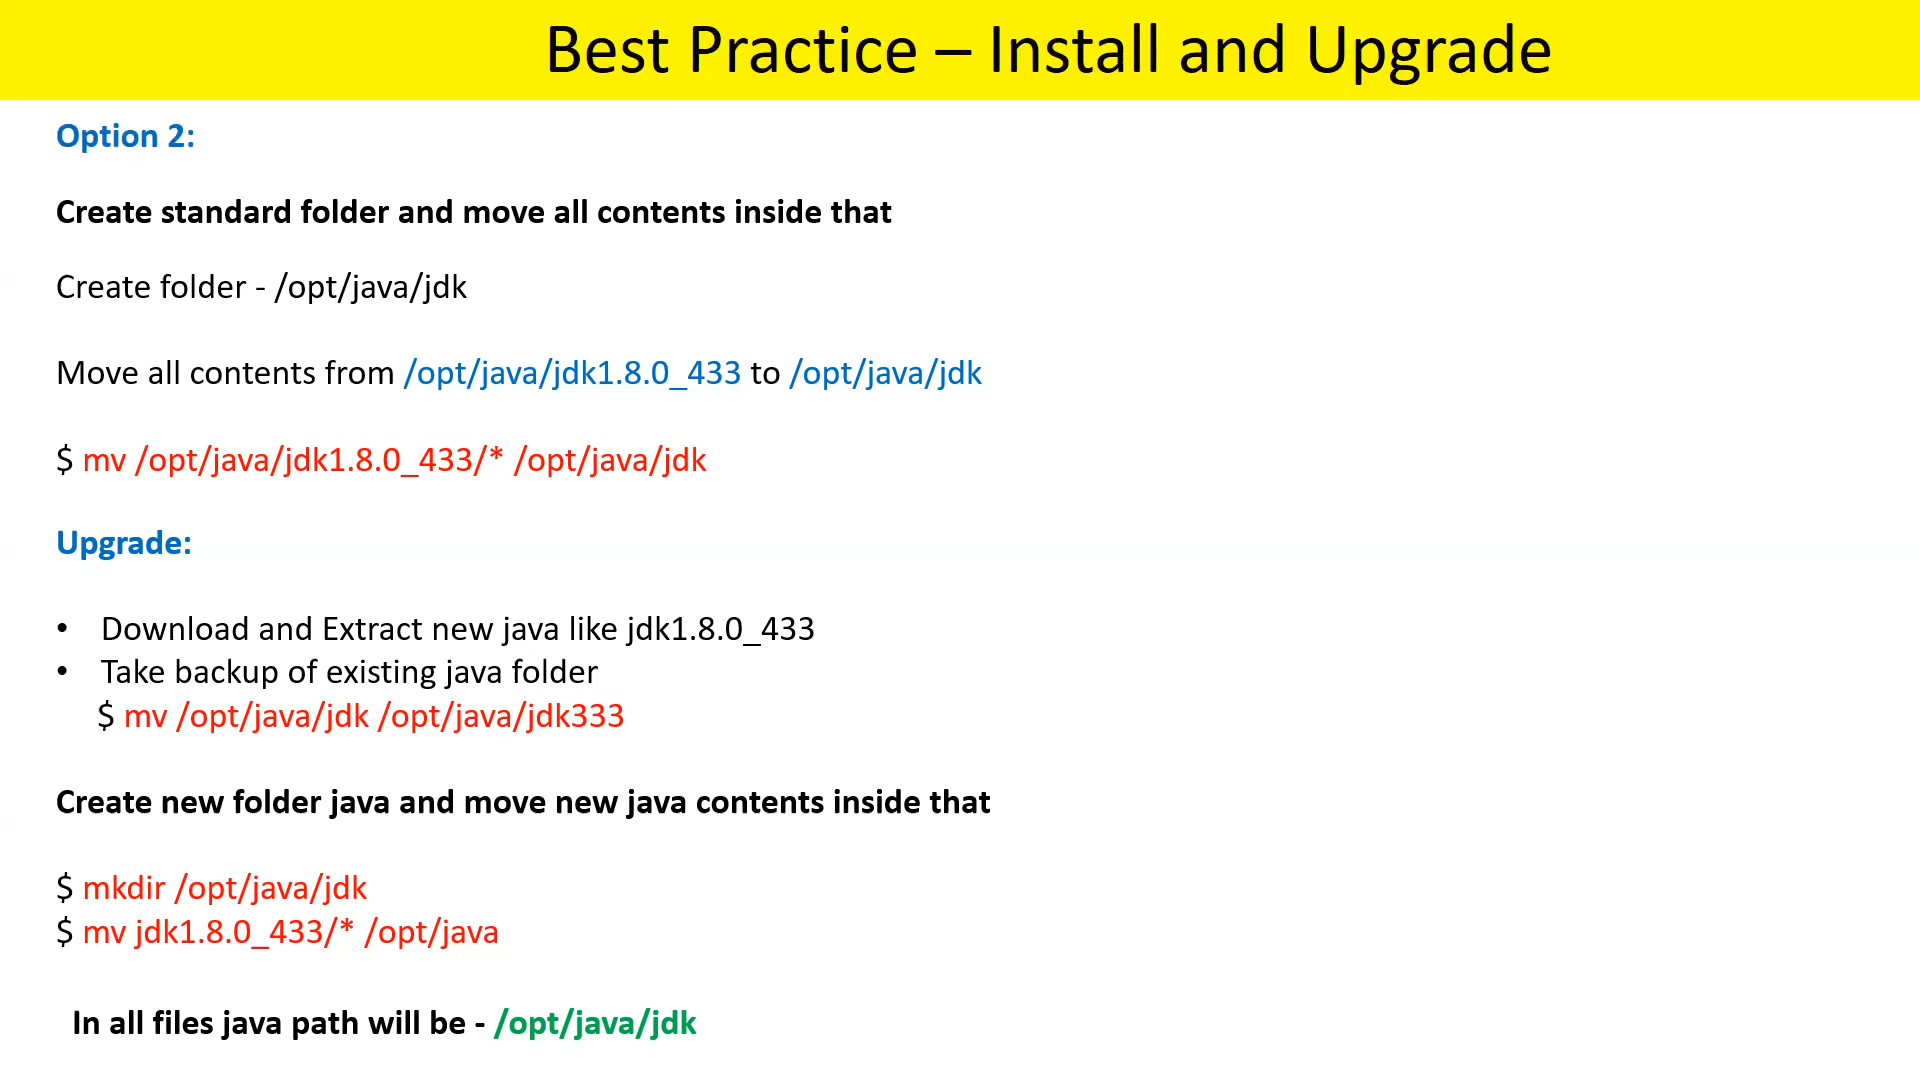 Best Practice – Install and Upgrade
Option 2:
Create standard folder and move all contents inside that
Create folder - /opt/java/jdk
Move all contents from /opt/java/jdk1.8.0_433 to /opt/java/jdk
$ mv /opt/java/jdk1.8.0_433/* /opt/java/jdk
Upgrade:
• Download and Extract new java like jdk1.8.0_433
• Take backup of existing java folder
$ mv /opt/java/jdk /opt/java/jdk333
Create new folder java and move new java contents inside that
$ mkdir /opt/java/jdk
$ mv jdk1.8.0_433/* /opt/java
In all files java path will be - /opt/java/jdk